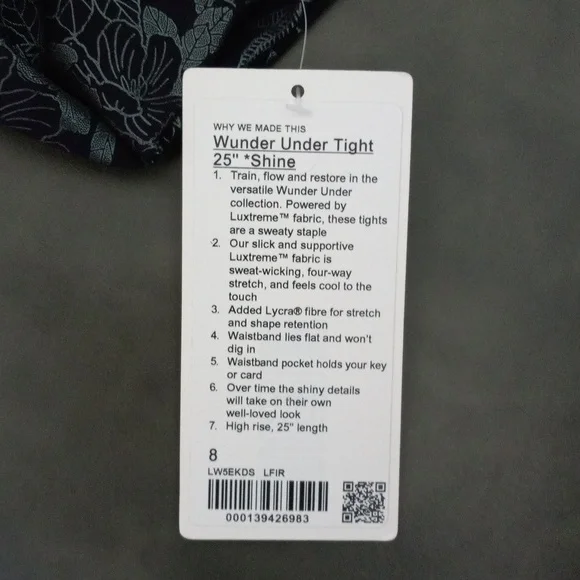 WHY WE MADE THIS
Wunder Under Tight
25" *Shine
1. Train, flow and restore in the
versatile Wunder Under
collection. Powered by
Luxtreme™ fabric, these tights
are a sweaty staple
2. Our slick and supportive
Luxtreme™ fabric is
sweat-wicking, four-way
stretch, and feels cool to the
touch
3. Added Lycra® fibre for stretch
and shape retention
4. Waistband lies flat and won't
dig in
5. Waistband pocket holds your key
or card
6. Over time the shiny details
will take on their own
well-loved look
7. High rise, 25" length
8
LW5EKDS LFIR
000139426983